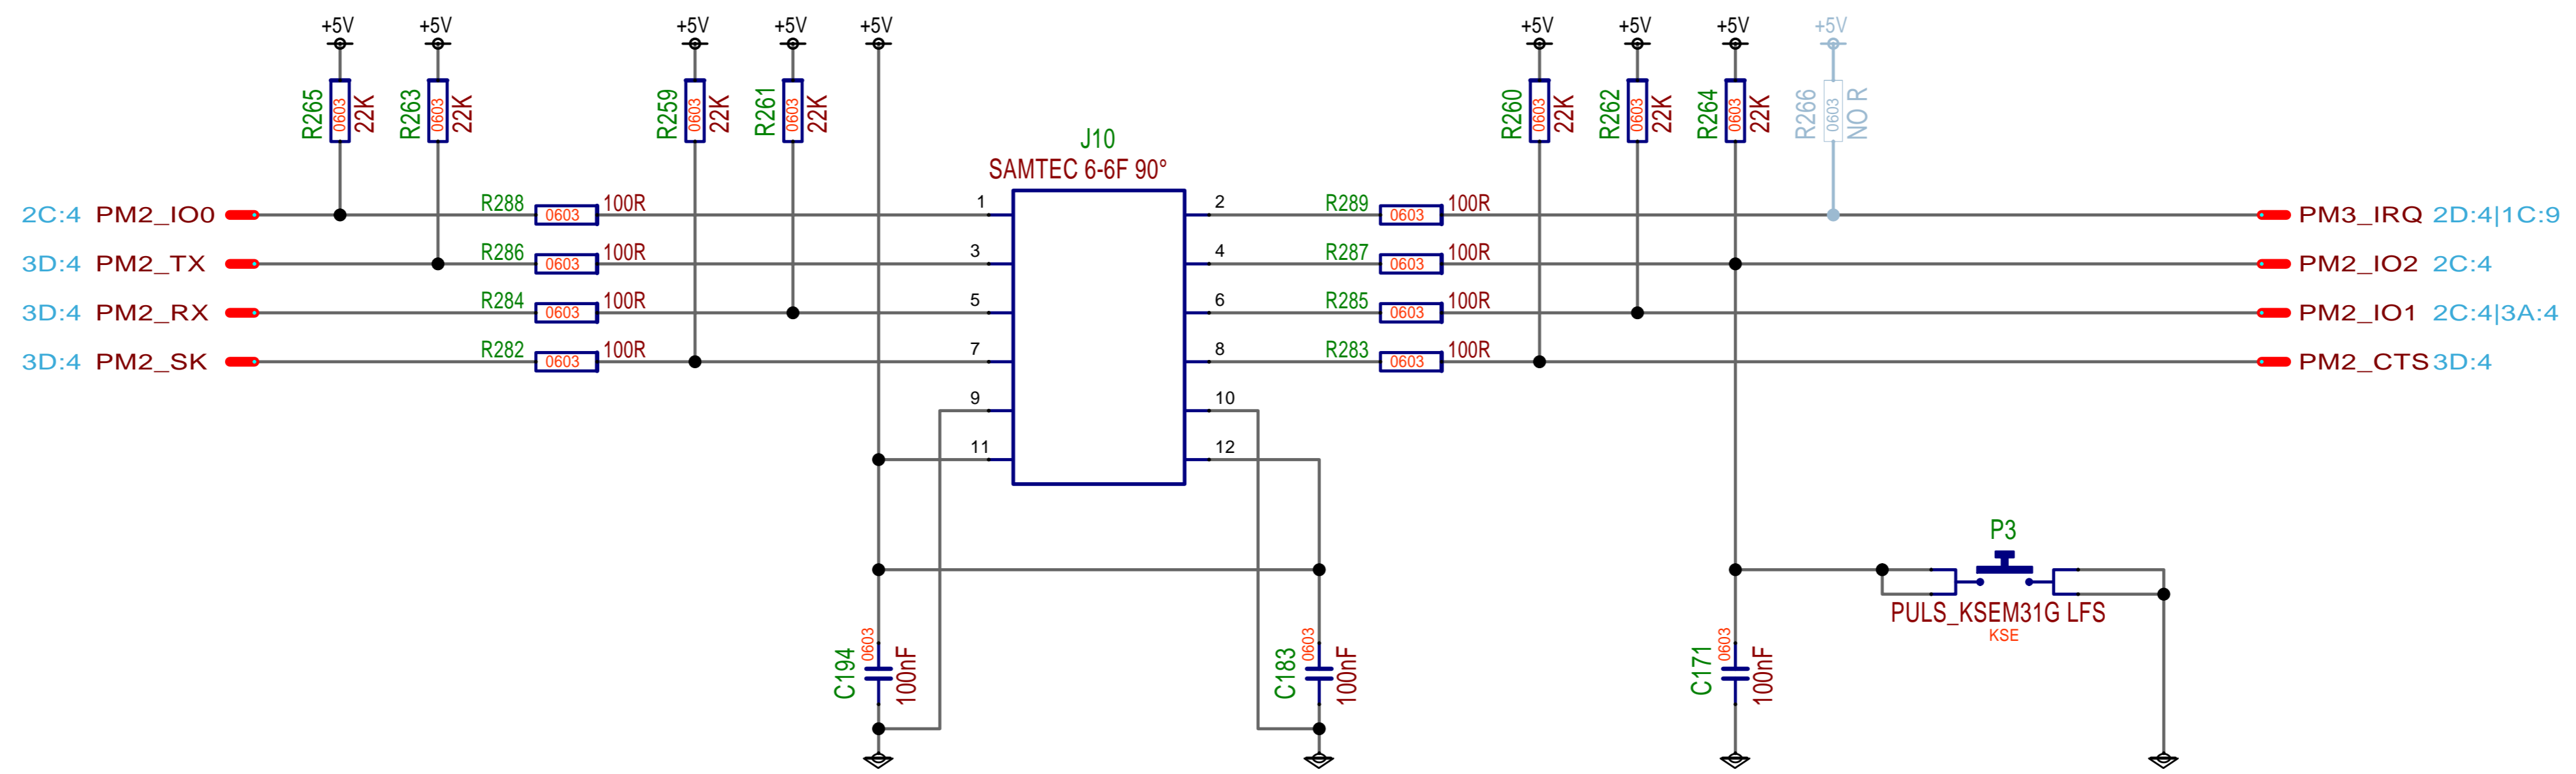 +5V +5V +5V +5V +5V +5V +5V +5V +5V
R265 0603 22K R263 0603 22K R259 0603 22K R261 0603 22K R260 0603 22K R262 0603 22K R264 0603 22K R266 0603 NO R
J10
SAMTEC 6-6F 90°
2C:4 PM2_IO0 R288 0603 100R 1 2 R289 0603 100R PM3_IRQ 2D:4|1C:9
3D:4 PM2_TX R286 0603 100R 3 4 R287 0603 100R PM2_IO2 2C:4
3D:4 PM2_RX R284 0603 100R 5 6 R285 0603 100R PM2_IO1 2C:4|3A:4
3D:4 PM2_SK R282 0603 100R 7 8 R283 0603 100R PM2_CTS 3D:4
9 10
11 12
P3
PULS_KSEM31G LFS
KSE
C194 0603 100nF C183 0603 100nF C171 0603 100nF